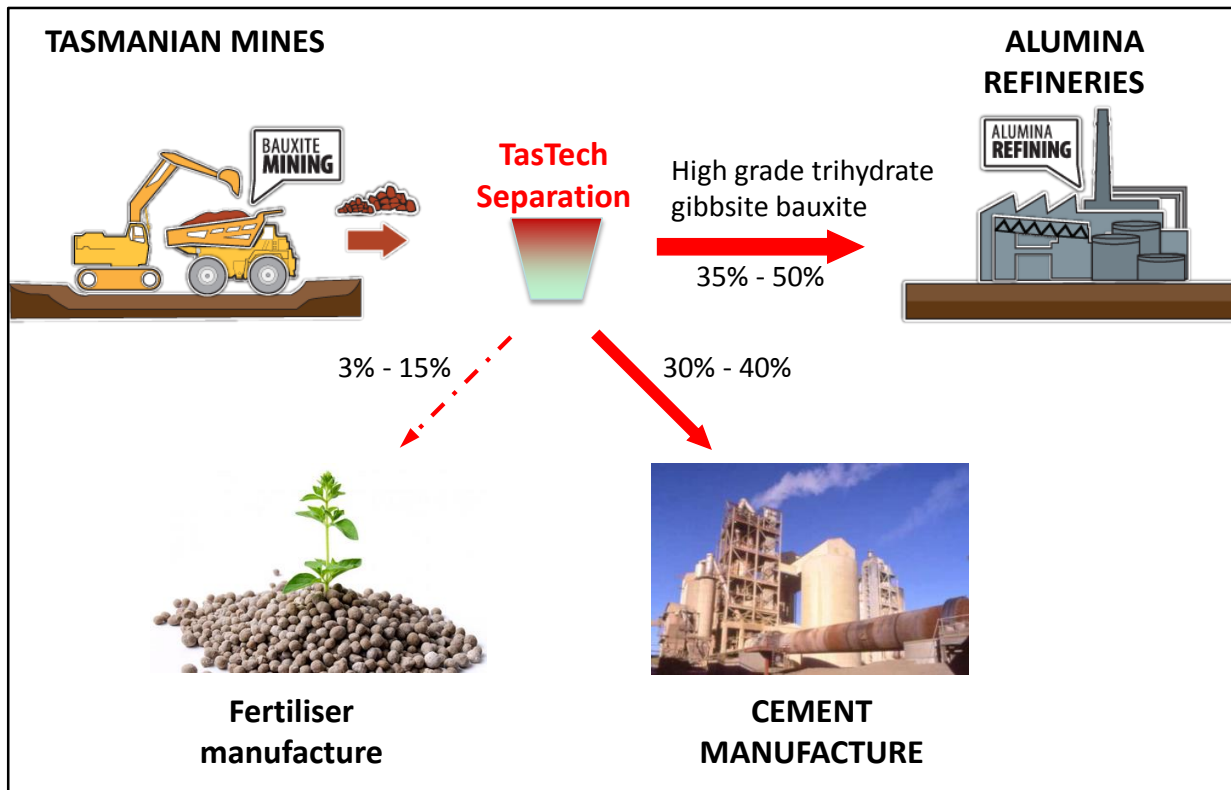 TASMANIAN MINES
ALUMINA
REFINERIES
BAUXITE
MINING
TasTech
Separation
High grade trihydrate
gibbsite bauxite
35% - 50%
ALUMINA
REFINING
3% - 15%
30% - 40%
Fertiliser
manufacture
CEMENT
MANUFACTURE